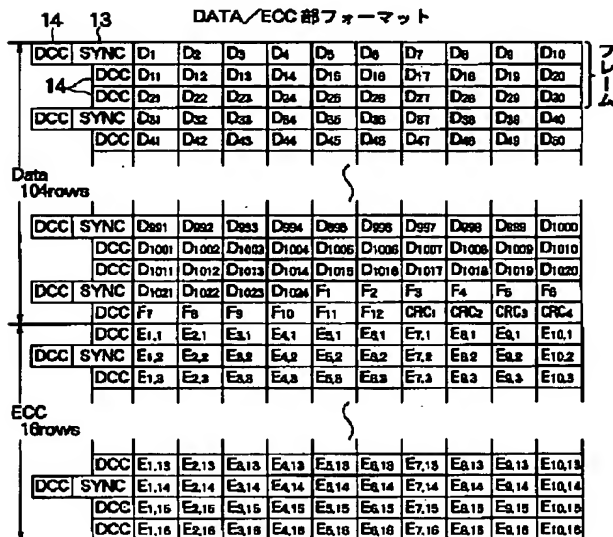 DATA/ECC部フォーマット
14 13
DCC SYNC D1 D2 D3 D4 D5 D6 D7 D8 D9 D10
DCC D11 D12 D13 D14 D15 D16 D17 D18 D19 D20
14 DCC D21 D22 D23 D24 D25 D26 D27 D28 D29 D30
フレーム
DCC SYNC D31 D32 D33 D34 D35 D36 D37 D38 D39 D40
DCC D41 D42 D43 D44 D45 D46 D47 D48 D49 D50
Data
104rows
DCC SYNC D991 D992 D993 D994 D995 D996 D997 D998 D999 D1000
DCC D1001 D1002 D1003 D1004 D1005 D1006 D1007 D1008 D1009 D1010
DCC D1011 D1012 D1013 D1014 D1015 D1016 D1017 D1018 D1019 D1020
DCC SYNC D1021 D1022 D1023 D1024 F1 F2 F3 F4 F5 F6
DCC F7 F8 F9 F10 F11 F12 CRC1 CRC2 CRC3 CRC4
DCC E1,1 E2,1 E3,1 E4,1 E5,1 E6,1 E7,1 E8,1 E9,1 E10,1
DCC SYNC E1,2 E2,2 E3,2 E4,2 E5,2 E6,2 E7,2 E8,2 E9,2 E10,2
DCC E1,3 E2,3 E3,3 E4,3 E5,3 E6,3 E7,3 E8,3 E9,3 E10,3
ECC
16rows
DCC E1,13 E2,13 E3,13 E4,13 E5,13 E6,13 E7,13 E8,13 E9,13 E10,13
DCC SYNC E1,14 E2,14 E3,14 E4,14 E5,14 E6,14 E7,14 E8,14 E9,14 E10,14
DCC E1,15 E2,15 E3,15 E4,15 E5,15 E6,15 E7,15 E8,15 E9,15 E10,15
DCC E1,16 E2,16 E3,16 E4,16 E5,16 E6,16 E7,16 E8,16 E9,16 E10,16